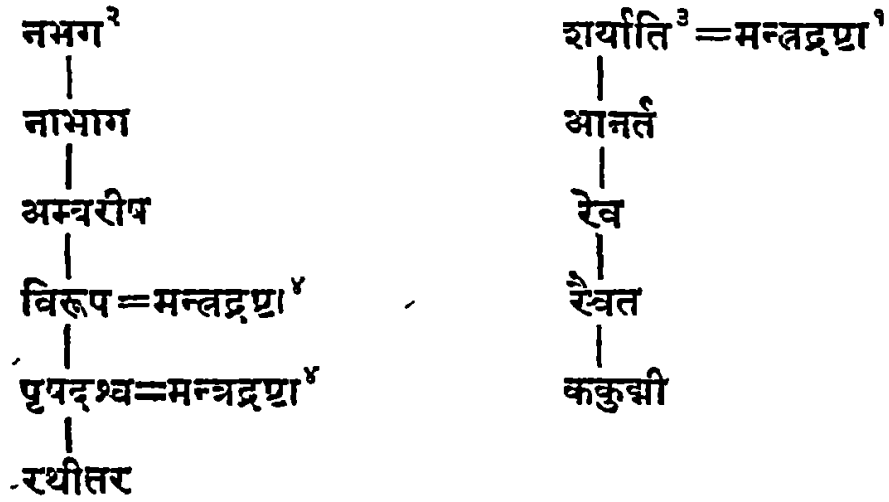 नभग²
नाभाग
अम्बरीष
विरूप=मन्त्रद्रष्टा⁴
पृषदश्व=मन्त्रद्रष्टा⁴
रथीतर
शर्याति³=मन्त्रद्रष्टा¹
आनर्त
रेव
रैवत
ककुद्मी